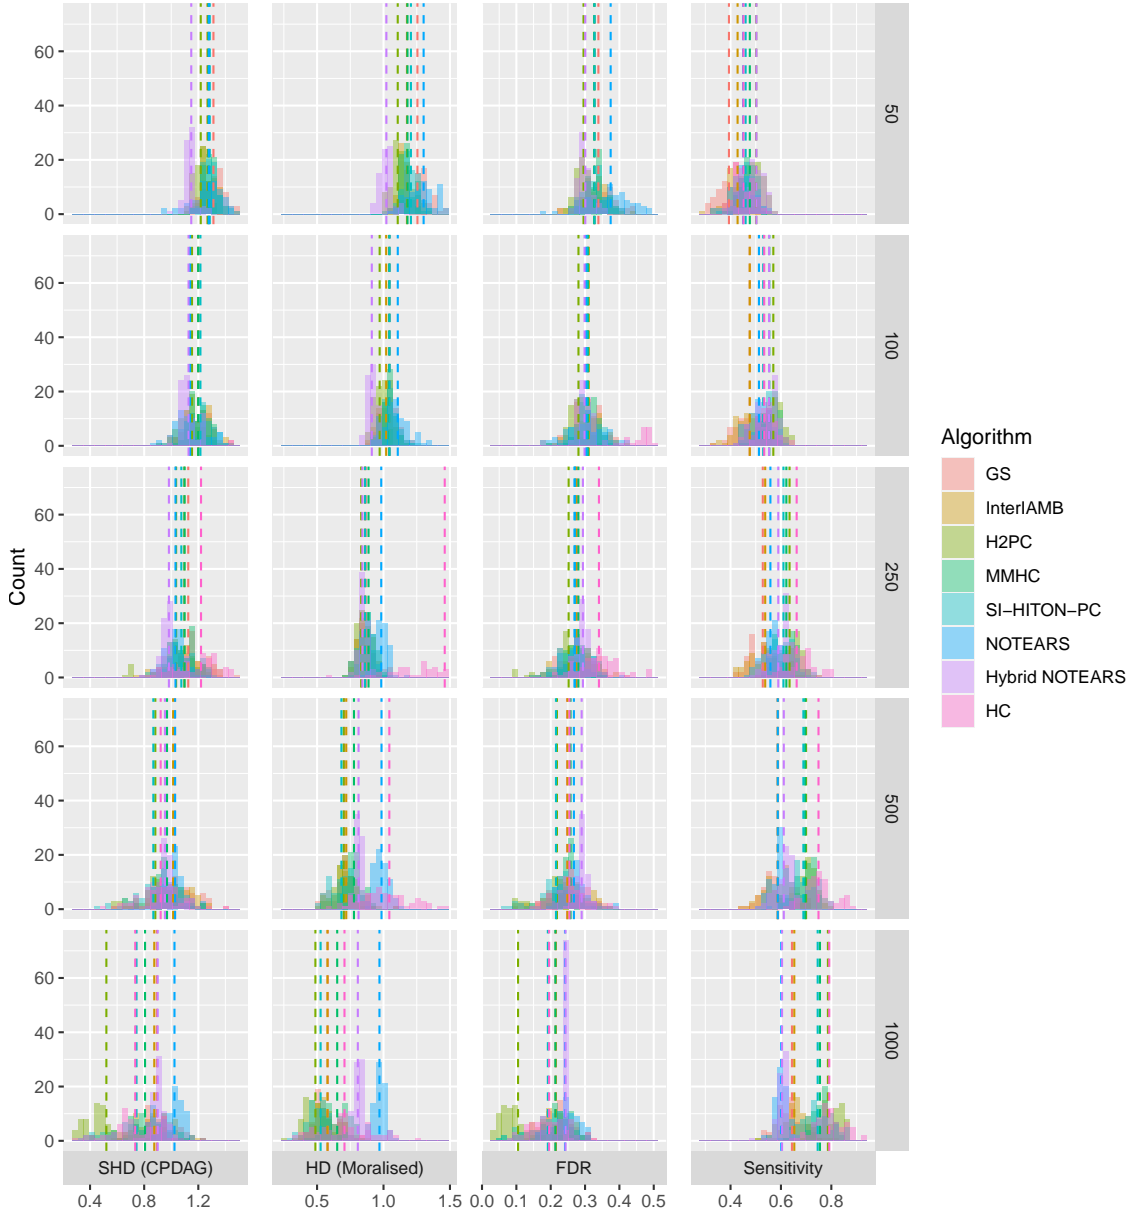 60
40
20
0
50
60
40
20
0
100
60
40
20
0
250
60
40
20
0
500
60
40
20
0
1000
Count
SHD (CPDAG)
HD (Moralised)
FDR
Sensitivity
0.4 0.8 1.2
0.5 1.0 1.5
0.0 0.1 0.2 0.3 0.4 0.5
0.4 0.6 0.8
Algorithm
GS
InterIAMB
H2PC
MMHC
SI−HITON−PC
NOTEARS
Hybrid NOTEARS
HC